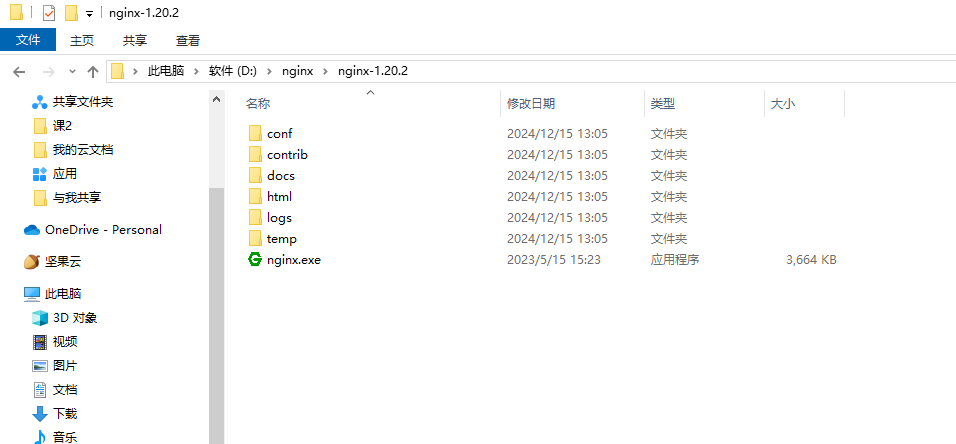 nginx-1.20.2
文件 主页 共享 查看
此电脑 软件 (D:) nginx nginx-1.20.2
共享文件夹
课2
我的云文档
应用
与我共享
OneDrive - Personal
坚果云
此电脑
3D 对象
视频
图片
文档
下载
音乐
名称 修改日期 类型 大小
conf 2024/12/15 13:05 文件夹
contrib 2024/12/15 13:05 文件夹
docs 2024/12/15 13:05 文件夹
html 2024/12/15 13:05 文件夹
logs 2024/12/15 13:05 文件夹
temp 2024/12/15 13:05 文件夹
nginx.exe 2023/5/15 15:23 应用程序 3,664 KB